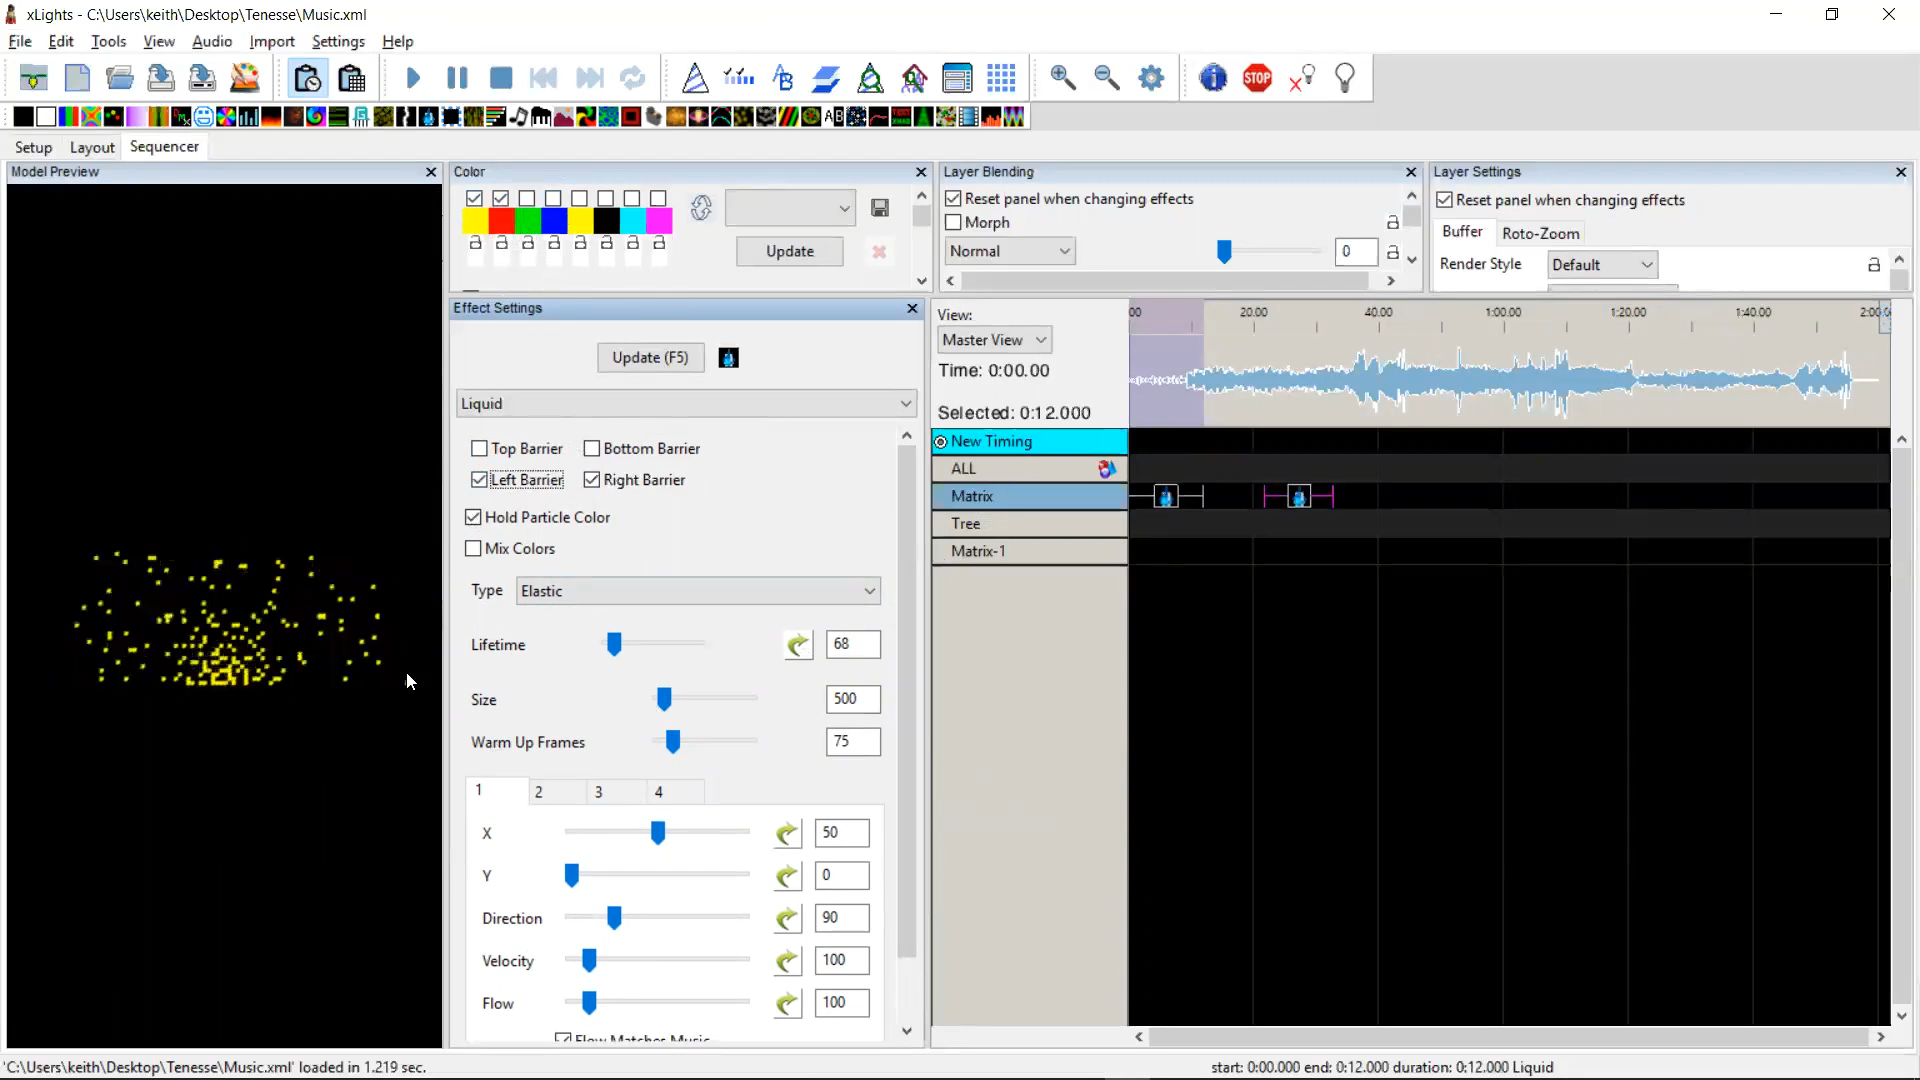 xLights - C:\Users\keith\Desktop\Tenesse\Music.xml
File Edit Tools View Audio Import Settings Help
STOP
Setup Layout Sequencer
Model Preview
Color
Update
Layer Blending
Reset panel when changing effects
Morph
Normal
0
Layer Settings
Reset panel when changing effects
Buffer Roto-Zoom
Render Style Default
Effect Settings
Update (F5)
Liquid
Top Barrier Bottom Barrier
Left Barrier Right Barrier
Hold Particle Color
Mix Colors
Type Elastic
Lifetime 68
Size 500
Warm Up Frames 75
1 2 3 4
X 50
Y 0
Direction 90
Velocity 100
Flow 100
Flow Matches Music
View:
Master View
Time: 0:00.00
Selected: 0:12.000
00 20.00 40.00 1:00.00 1:20.00 1:40.00 2:00.0
New Timing
ALL
Matrix
Tree
Matrix-1
'C:\Users\keith\Desktop\Tenesse\Music.xml' loaded in 1.219 sec.
start: 0:00.000 end: 0:12.000 duration: 0:12.000 Liquid